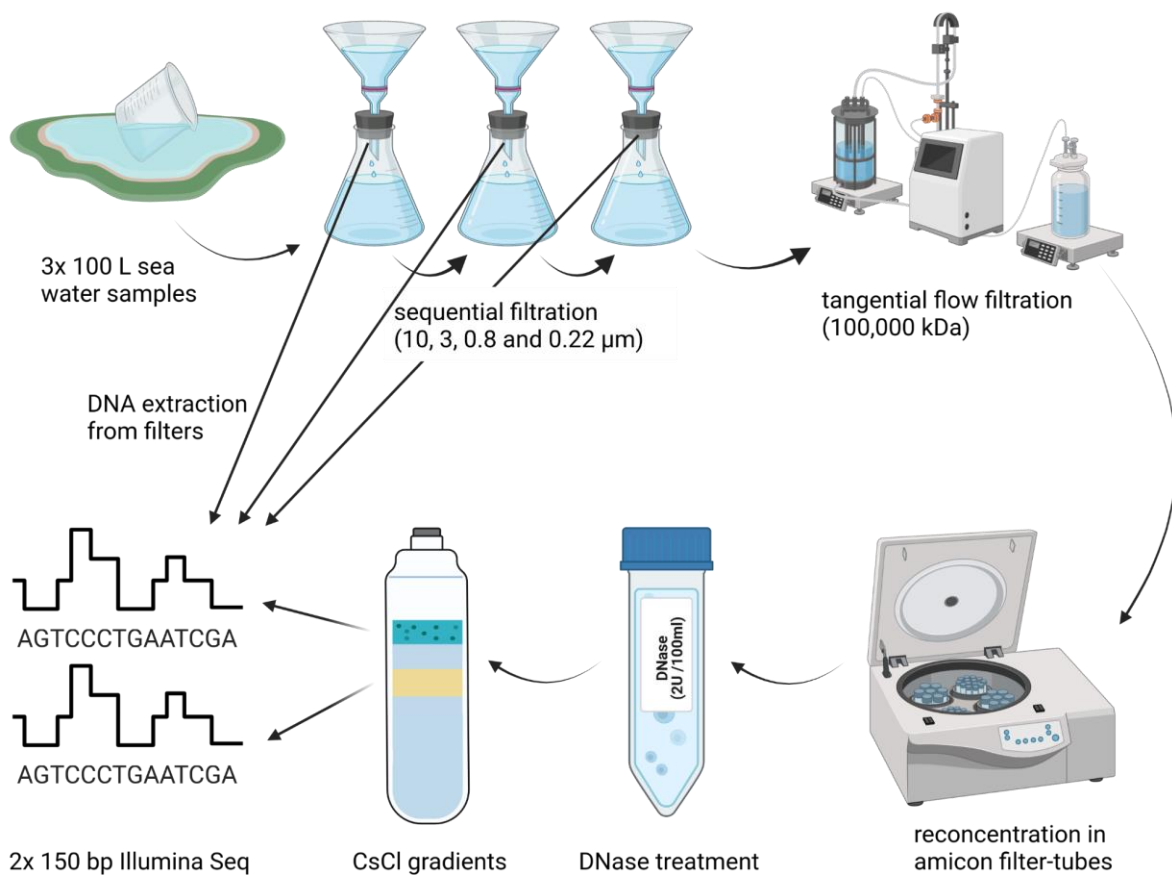 3x 100 L sea
water samples
sequential filtration
(10, 3, 0.8 and 0.22 µm)
tangential flow filtration
(100,000 kDa)
DNA extraction
from filters
AGTCCCTGAATCGA
AGTCCCTGAATCGA
2x 150 bp Illumina Seq
CsCl gradients
DNase
(2U /100ml)
DNase treatment
reconcentration in
amicon filter-tubes